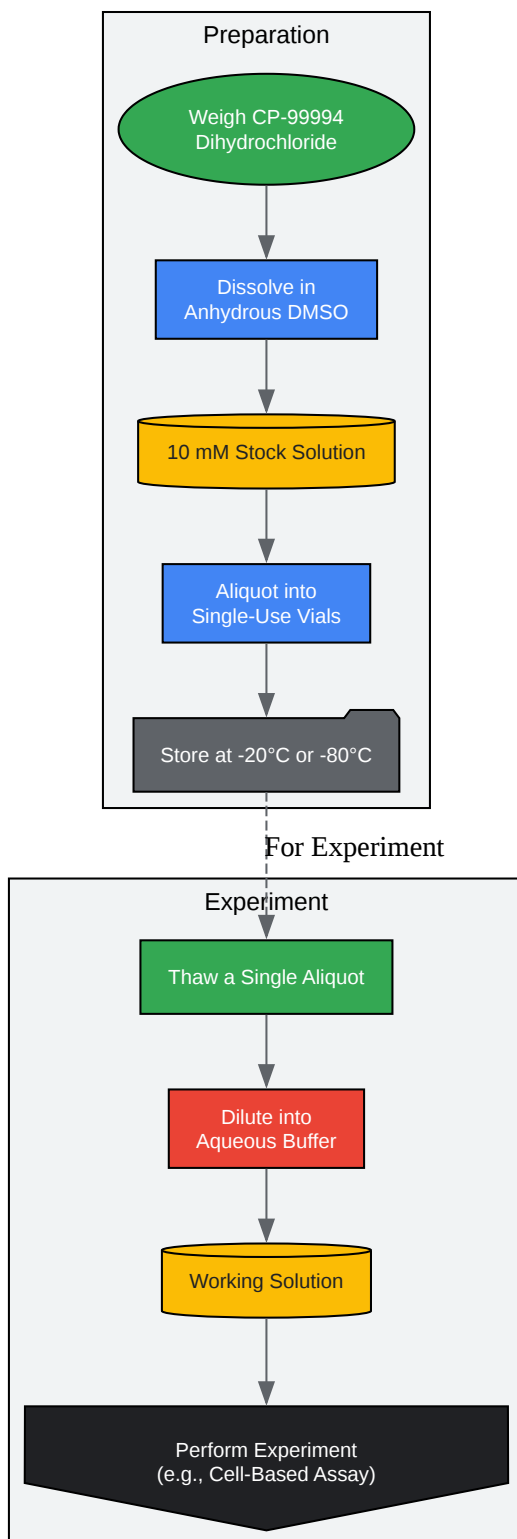 Preparation
Weigh CP-99994
Dihydrochloride
Dissolve in
Anhydrous DMSO
10 mM Stock Solution
Aliquot into
Single-Use Vials
Store at -20°C or -80°C
For Experiment
Experiment
Thaw a Single Aliquot
Dilute into
Aqueous Buffer
Working Solution
Perform Experiment
(e.g., Cell-Based Assay)